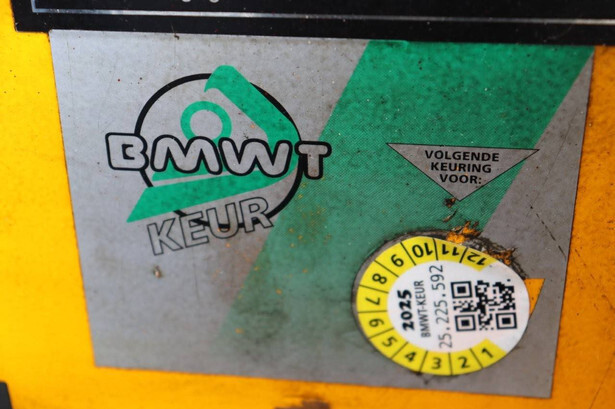 BMWT
KEUR
VOLGENDE
KEURING
VOOR:
12 11 10 9 8 7 6 5 4 3 2 1
2025
BMWT-KEUR
25.225.592